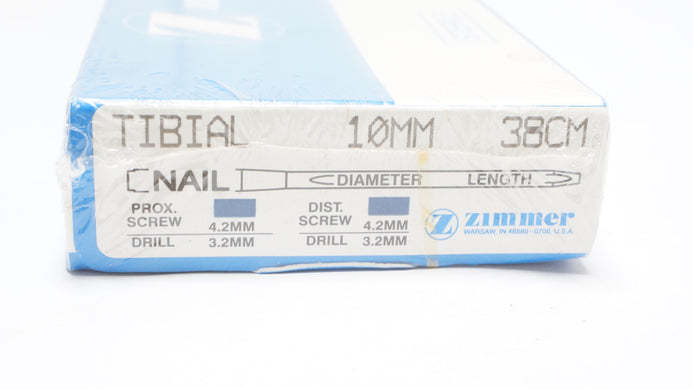 TIBIAL 10MM 38CM
NAIL DIAMETER LENGTH
PROX. SCREW 4.2MM
DRILL 3.2MM
DIST. SCREW 4.2MM
DRILL 3.2MM
Z zimmer
WARSAW, IN 46580-0708 U.S.A.